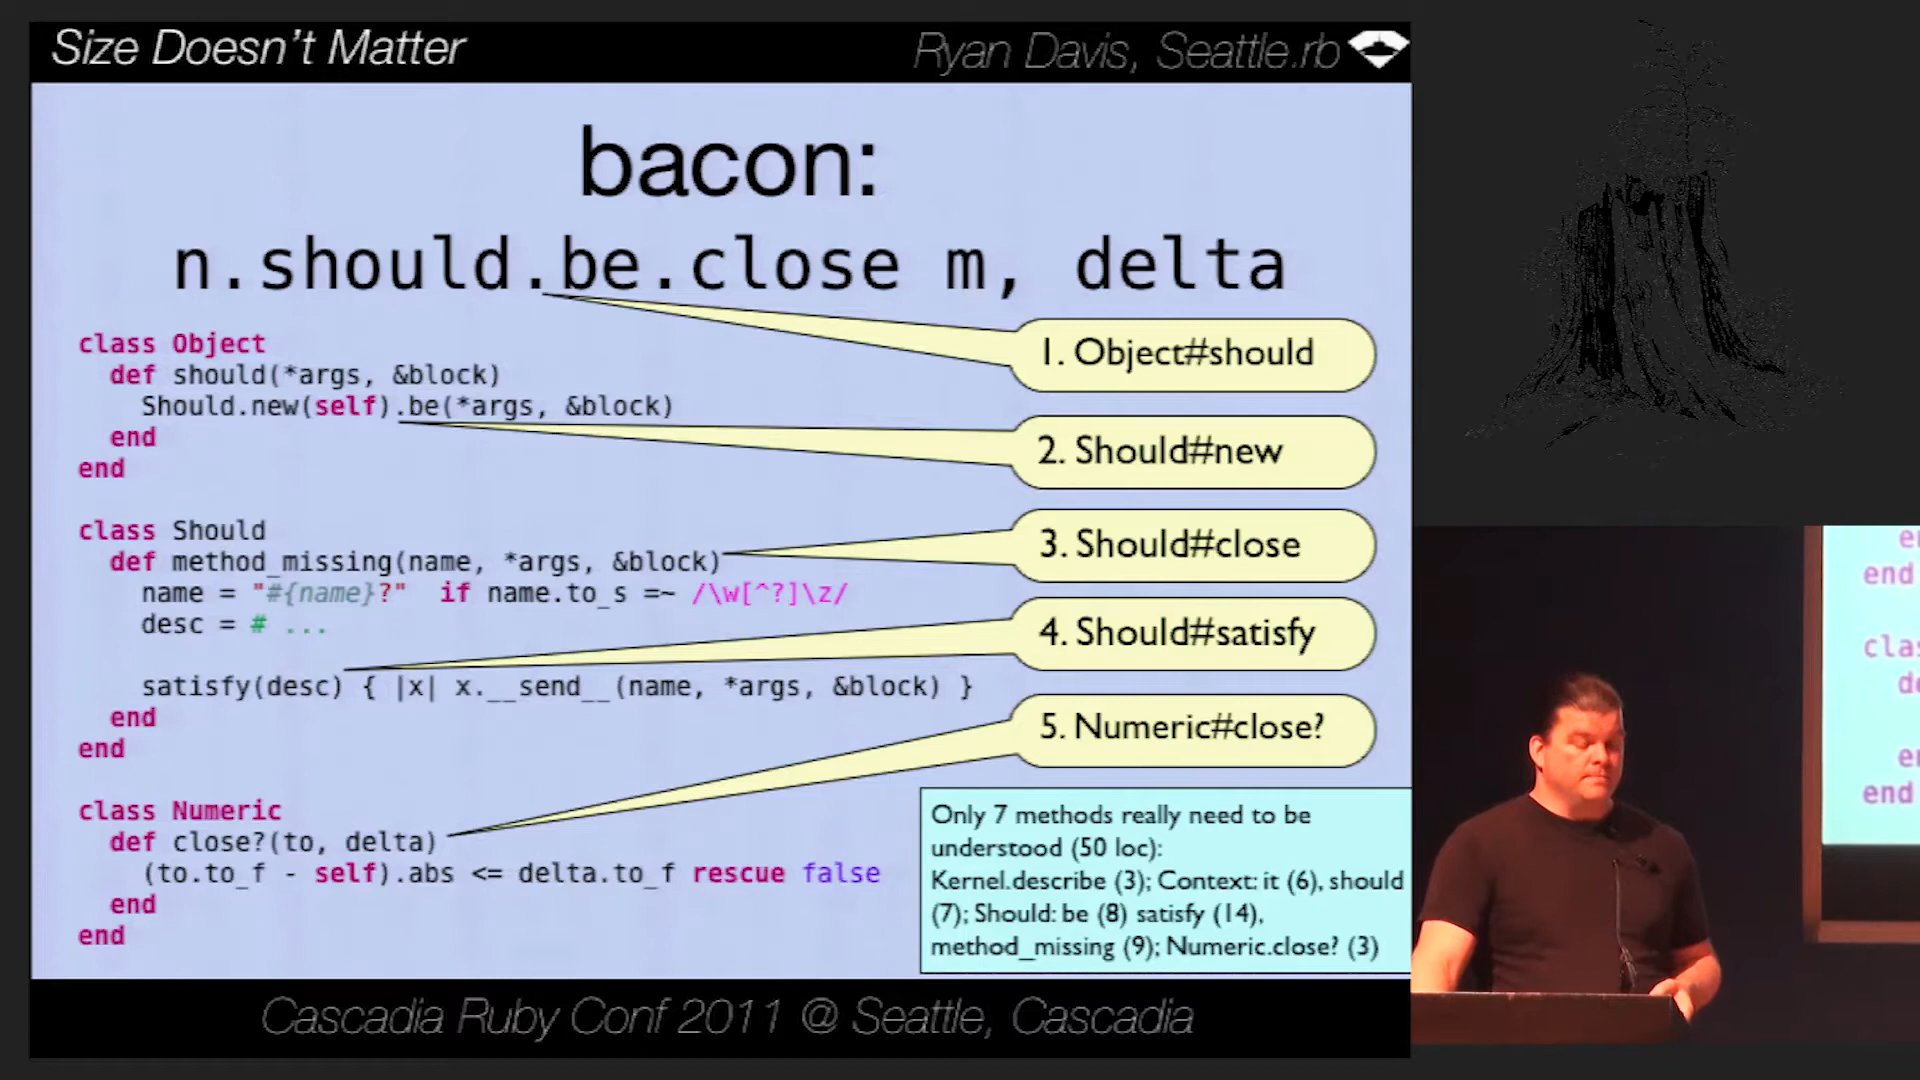 Size Doesn't Matter
Ryan Davis, Seattle.rb
bacon:
n.should.be.close m, delta
class Object
  def should(*args, &block)
    Should.new(self).be(*args, &block)
  end
end
class Should
  def method_missing(name, *args, &block)
    name = "#{name}?"  if name.to_s =~ /\w[^?]\z/
    desc = # ...
    satisfy(desc) { |x| x.__send__(name, *args, &block) }
  end
end
class Numeric
  def close?(to, delta)
    (to.to_f - self).abs <= delta.to_f rescue false
  end
end
1. Object#should
2. Should#new
3. Should#close
4. Should#satisfy
5. Numeric#close?
Only 7 methods really need to be
understood (50 loc):
Kernel.describe (3); Context: it (6), should
(7); Should: be (8) satisfy (14),
method_missing (9); Numeric.close? (3)
Cascadia Ruby Conf 2011 @ Seattle, Cascadia
end
end